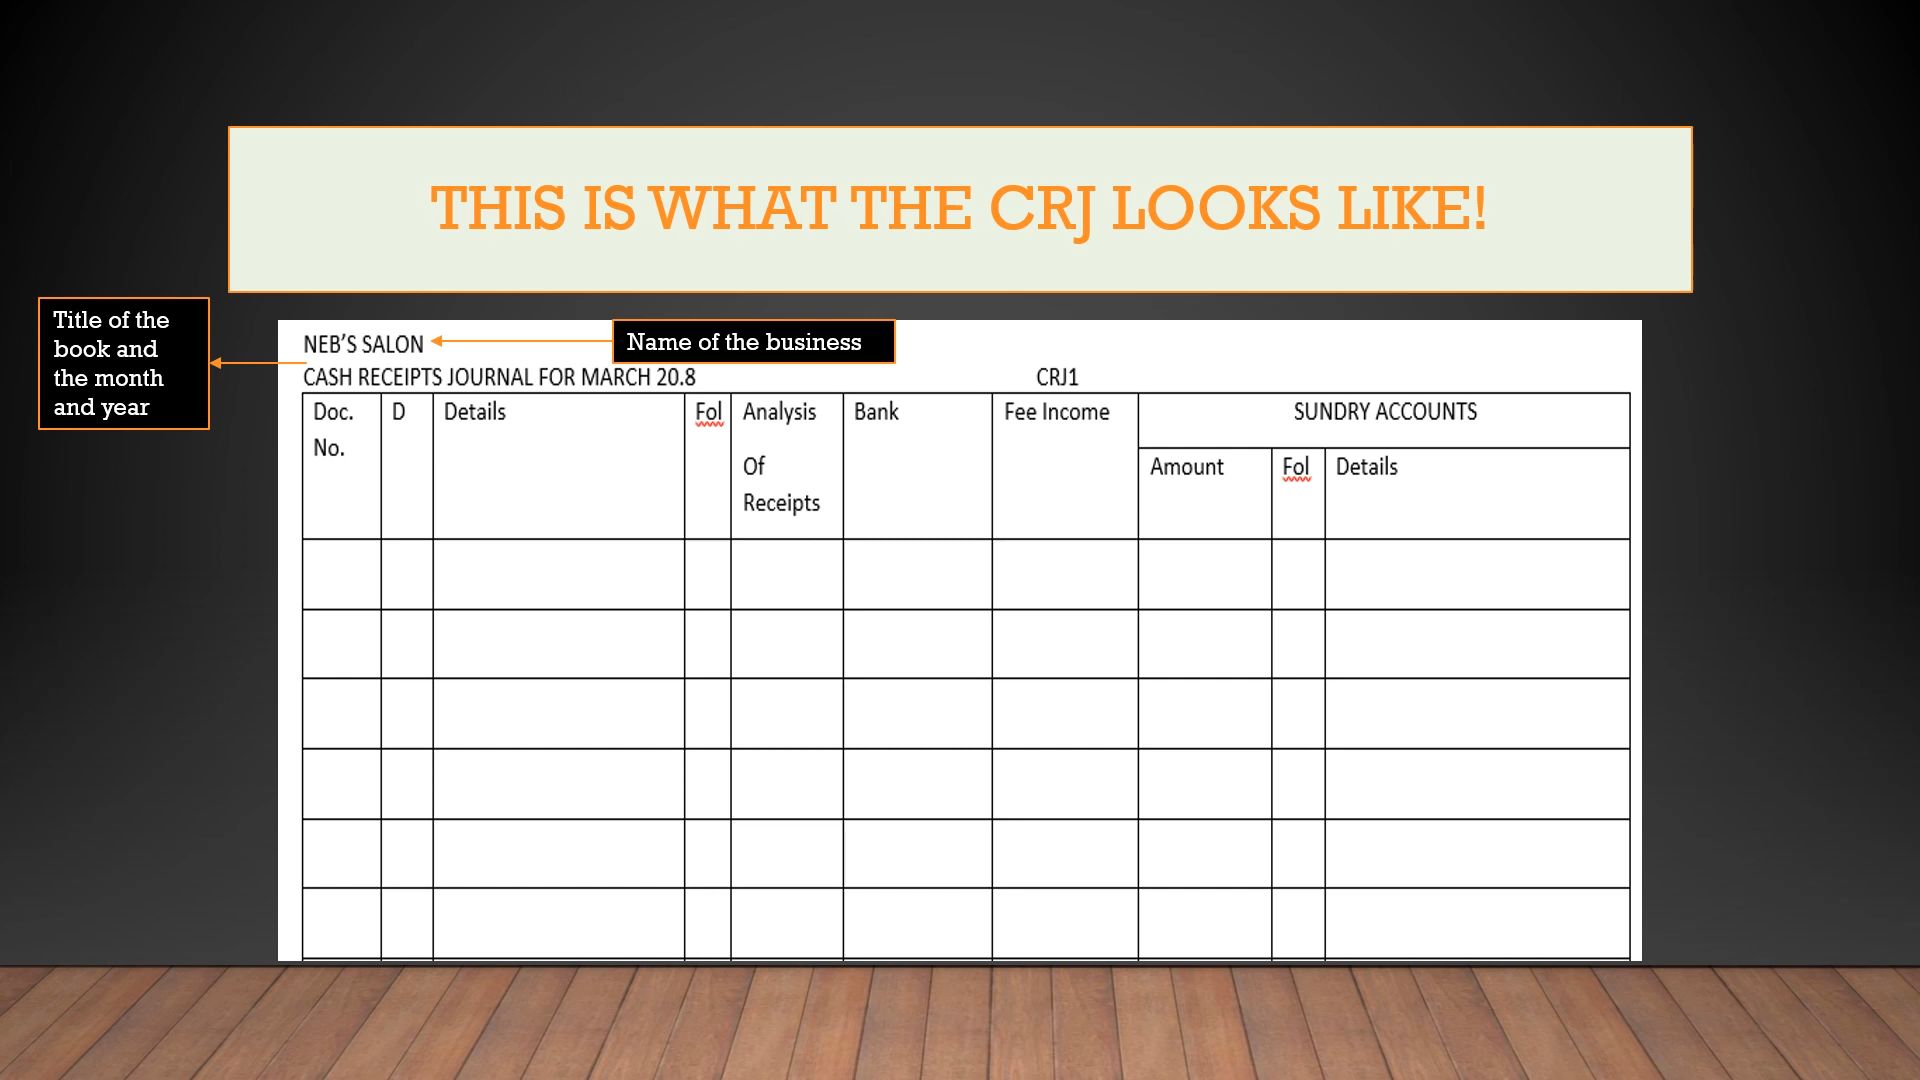 THIS IS WHAT THE CRJ LOOKS LIKE!
Title of the
book and
the month
and year
NEB’S SALON
Name of the business
CASH RECEIPTS JOURNAL FOR MARCH 20.8 CRJ1
Doc.
No.
D
Details
Fol
Analysis
Of
Receipts
Bank
Fee Income
SUNDRY ACCOUNTS
Amount
Fol
Details